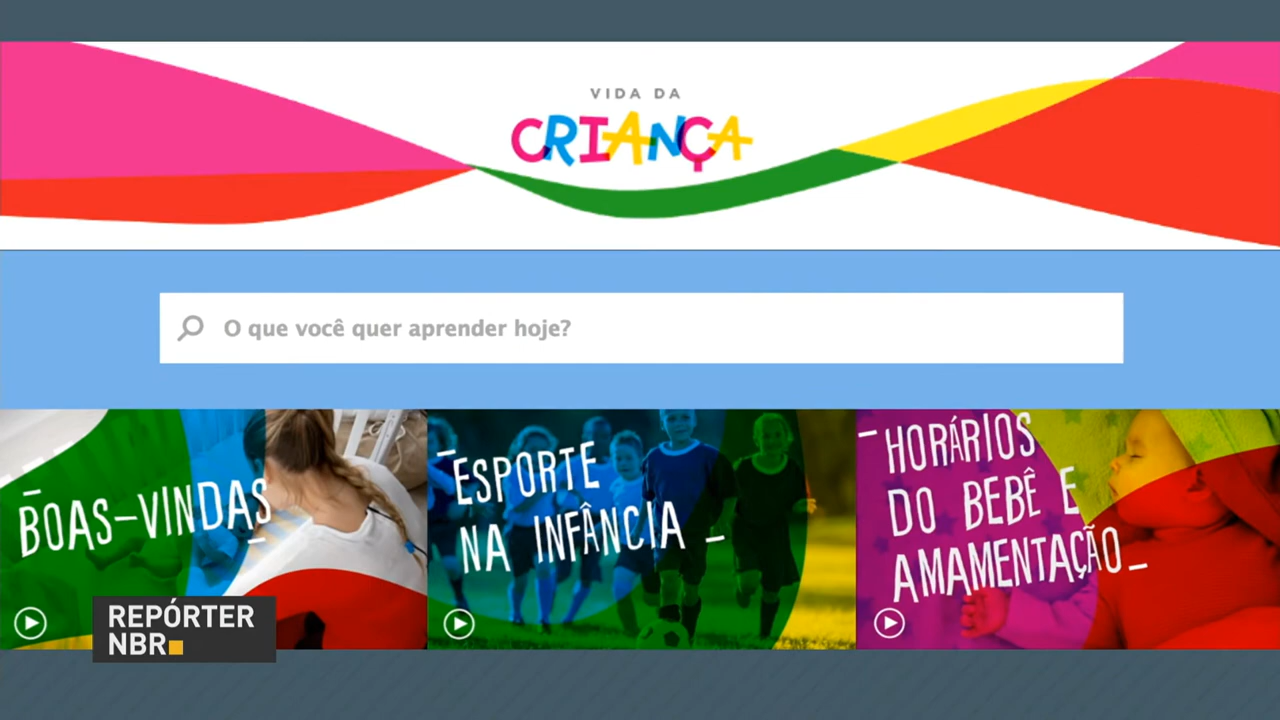 VIDA DA
CRIANÇA
O que você quer aprender hoje?
BOAS-VINDAS
ESPORTE
NA INFÂNCIA
HORÁRIOS
DO BEBÊ E
AMAMENTAÇÃO
REPÓRTER
NBR